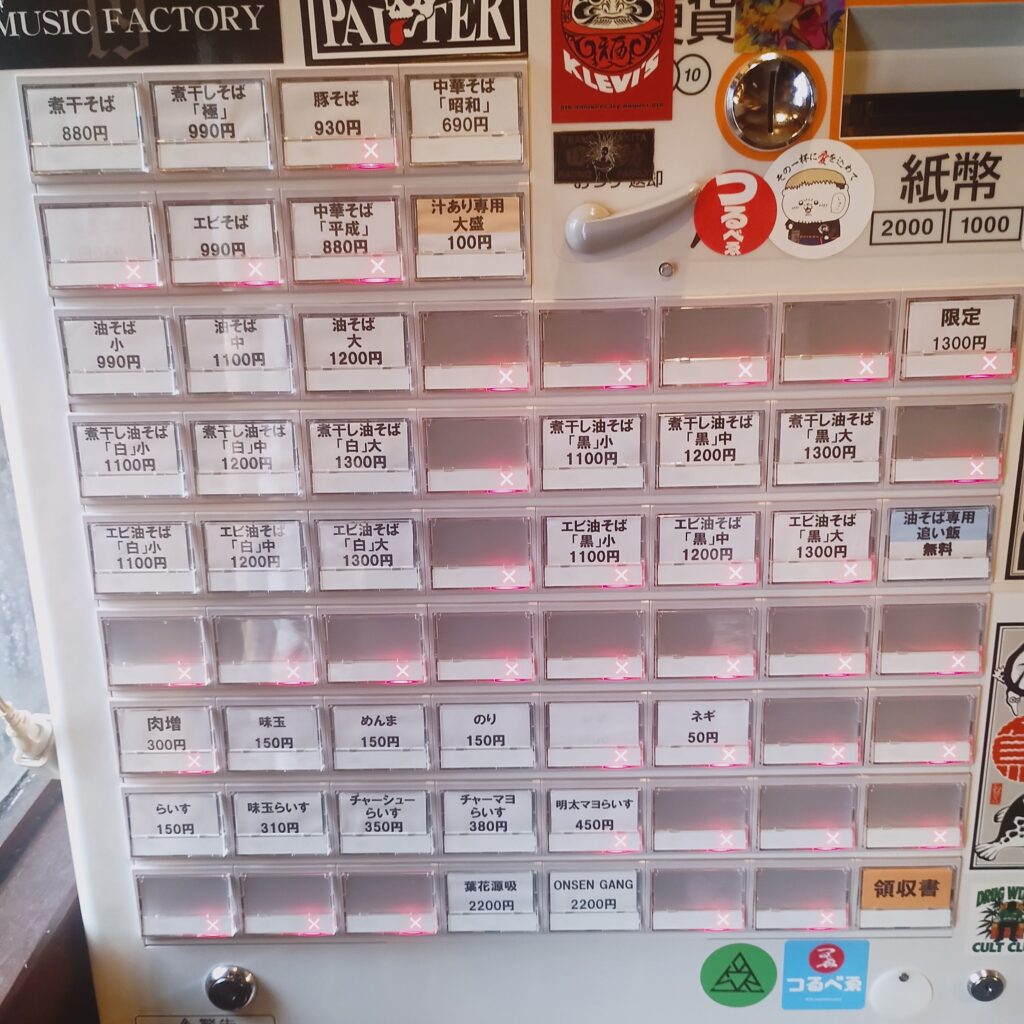 MUSIC FACTORY
KLEVI'S
10
煮干そば
880円
煮干しそば
「極」
990円
豚そば
930円
中華そば
「昭和」
690円
その一杯に愛を込めて
つるべゑ
紙幣
2000
1000
エビそば
990円
中華そば
「平成」
880円
汁あり専用
大盛
100円
油そば
小
990円
油そば
中
1100円
油そば
大
1200円
限定
1300円
煮干し油そば
「白」小
1100円
煮干し油そば
「白」中
1200円
煮干し油そば
「白」大
1300円
煮干し油そば
「黒」小
1100円
煮干し油そば
「黒」中
1200円
煮干し油そば
「黒」大
1300円
エビ油そば
「白」小
1100円
エビ油そば
「白」中
1200円
エビ油そば
「白」大
1300円
エビ油そば
「黒」小
1100円
エビ油そば
「黒」中
1200円
エビ油そば
「黒」大
1300円
油そば専用
追い飯
無料
肉増
300円
味玉
150円
めんま
150円
のり
150円
ネギ
50円
らいす
150円
味玉らいす
310円
チャーシュー
らいす
350円
チャーマヨ
らいす
380円
明太マヨらいす
450円
葉花源吸
2200円
ONSEN GANG
2200円
領収書
つるべゑ